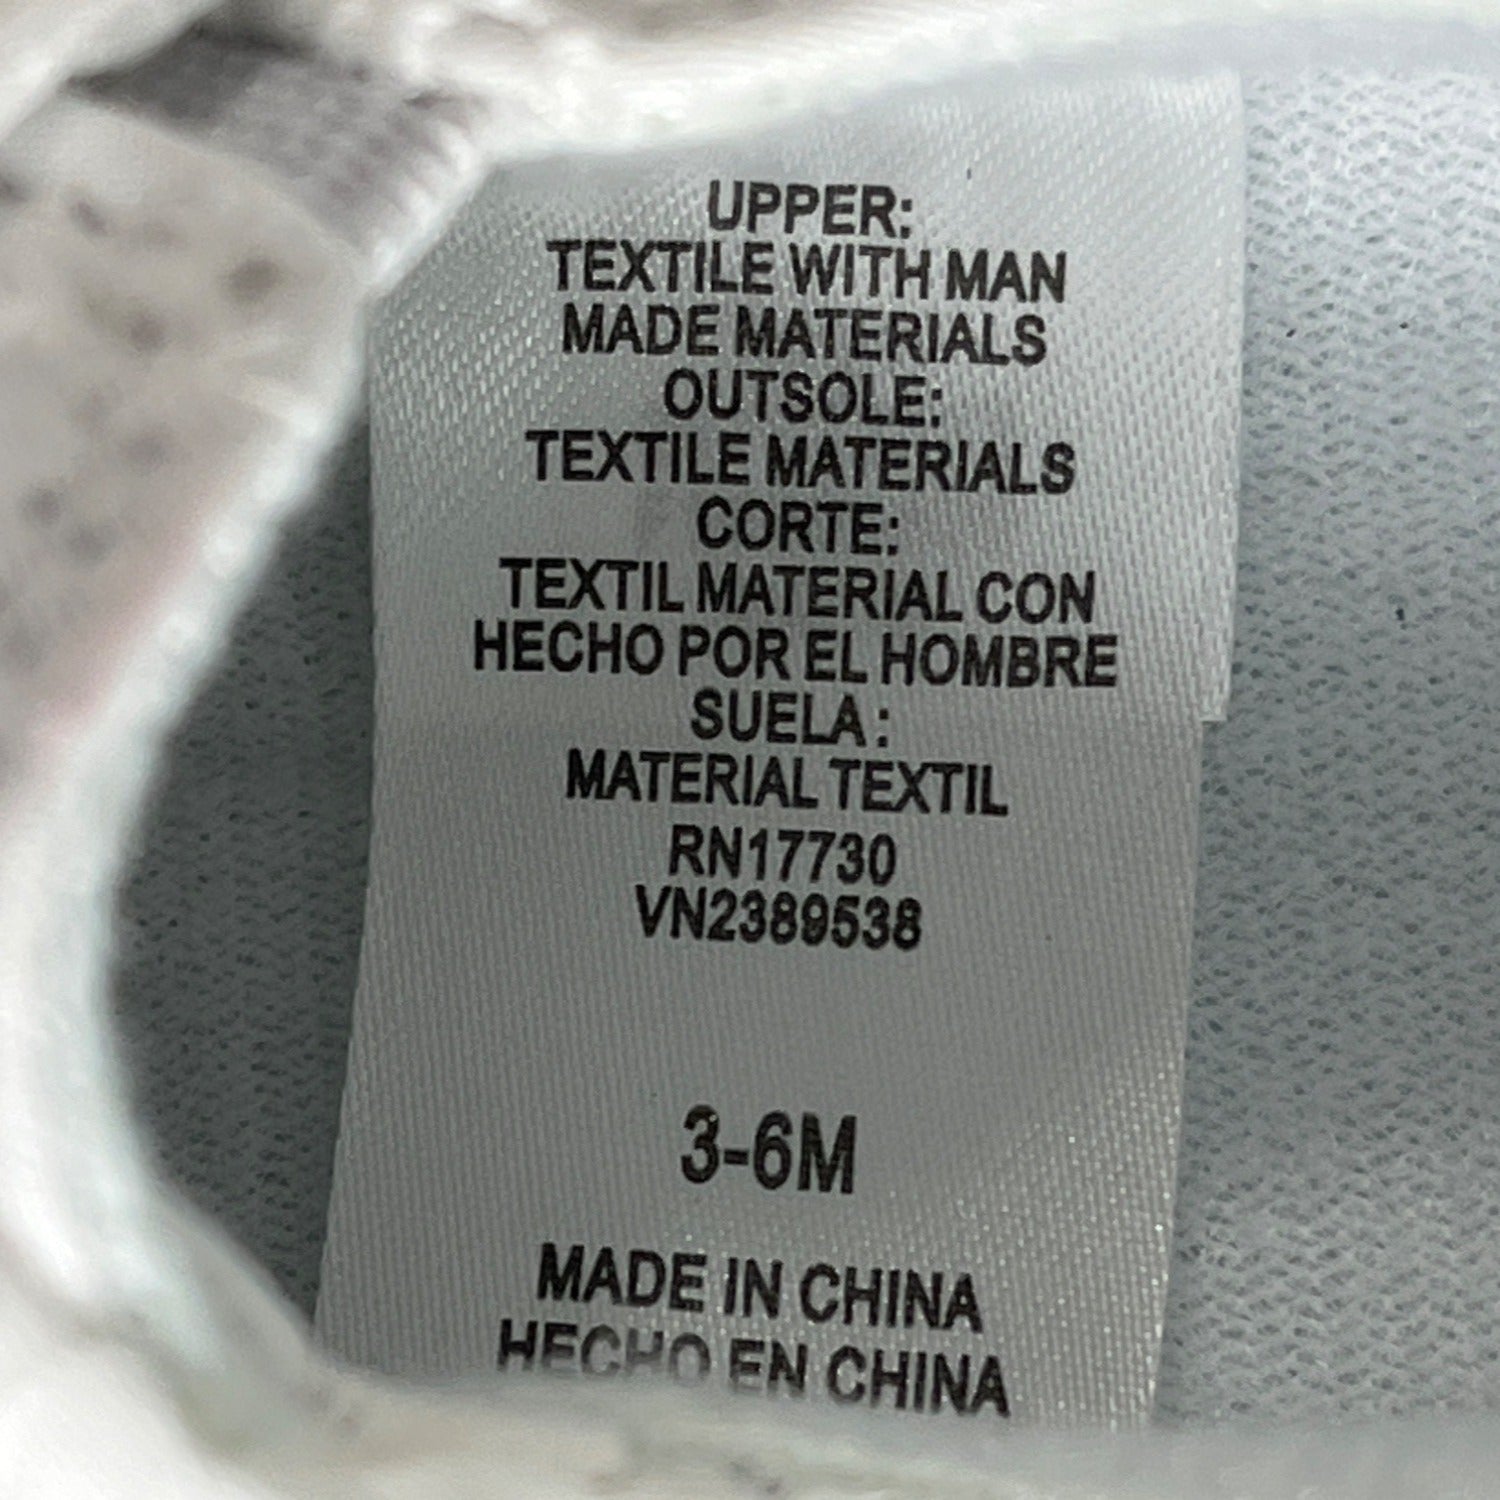 UPPER:
TEXTILE WITH MAN
MADE MATERIALS
OUTSOLE:
TEXTILE MATERIALS
CORTE:
TEXTIL MATERIAL CON
HECHO POR EL HOMBRE
SUELA :
MATERIAL TEXTIL
RN17730
VN2389538
3-6M
MADE IN CHINA
HECHO EN CHINA